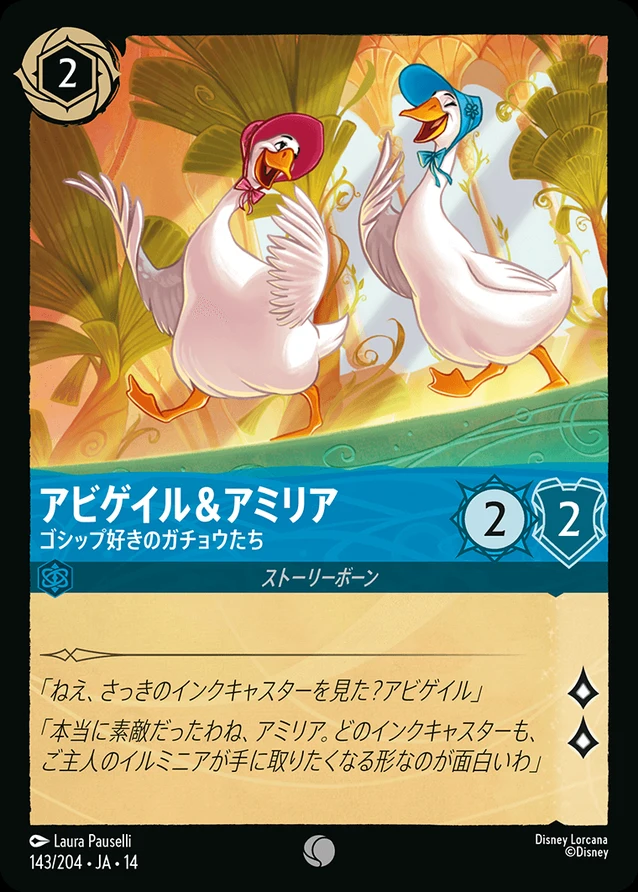 2
アビゲイル&アミリア
ゴシップ好きのガチョウたち
2
2
ストーリーボーン
「ねえ、さっきのインクキャスターを見た?アビゲイル」
「本当に素敵だったわね、アミリア。どのインクキャスターも、
ご主人のイルミニアが手に取りたくなる形なのが面白いわ」
Laura Pauselli
Disney Lorcana
143/204・JA・14
©Disney